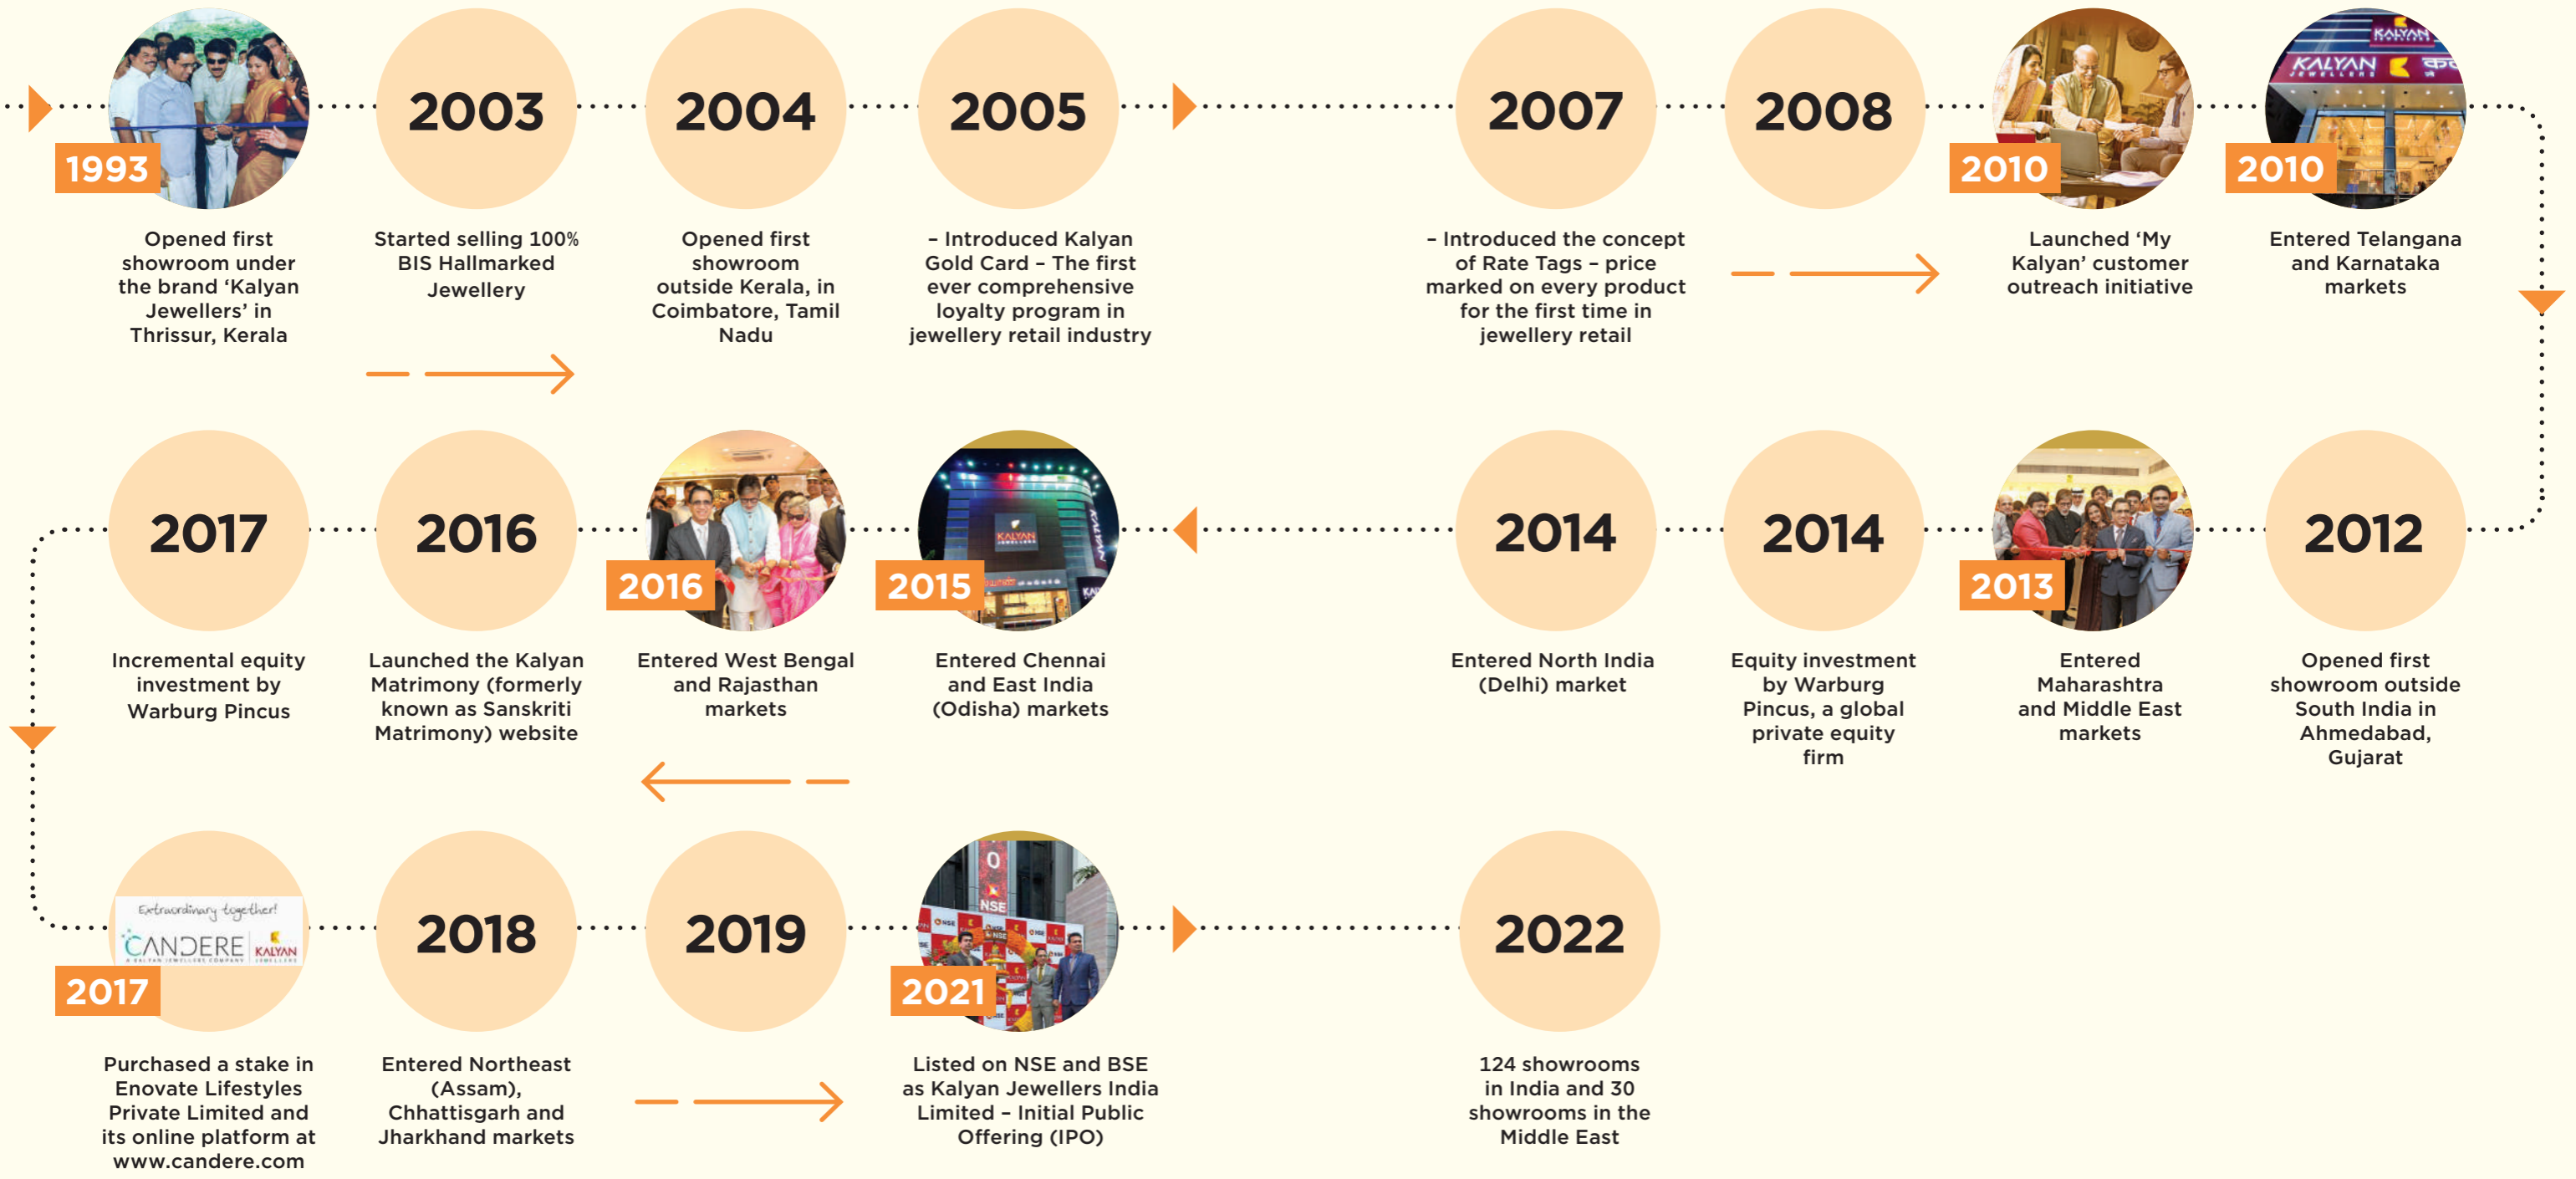 1993
Opened first
showroom under
the brand ‘Kalyan
Jewellers’ in
Thrissur, Kerala
2003
Started selling 100%
BIS Hallmarked
Jewellery
2004
Opened first
showroom
outside Kerala, in
Coimbatore, Tamil
Nadu
2005
– Introduced Kalyan
Gold Card – The first
ever comprehensive
loyalty program in
jewellery retail industry
2007
– Introduced the concept
of Rate Tags – price
marked on every product
for the first time in
jewellery retail
2008
2010
Launched ‘My
Kalyan’ customer
outreach initiative
KALYAN
JEWELLERS
KALYAN
JEWELLERS
2010
Entered Telangana
and Karnataka
markets
2012
Opened first
showroom outside
South India in
Ahmedabad,
Gujarat
2013
Entered
Maharashtra
and Middle East
markets
2014
Equity investment
by Warburg
Pincus, a global
private equity
firm
2014
Entered North India
(Delhi) market
KALYAN
JEWELLERS
KALYAN
2015
Entered Chennai
and East India
(Odisha) markets
2016
Entered West Bengal
and Rajasthan
markets
2016
Launched the Kalyan
Matrimony (formerly
known as Sanskriti
Matrimony) website
2017
Incremental equity
investment by
Warburg Pincus
Extraordinary together!
CANDERE
A KALYAN JEWELLERS COMPANY
KALYAN
JEWELLERS
2017
Purchased a stake in
Enovate Lifestyles
Private Limited and
its online platform at
www.candere.com
2018
Entered Northeast
(Assam),
Chhattisgarh and
Jharkhand markets
2019
NSE
NSE
2021
Listed on NSE and BSE
as Kalyan Jewellers India
Limited – Initial Public
Offering (IPO)
2022
124 showrooms
in India and 30
showrooms in the
Middle East